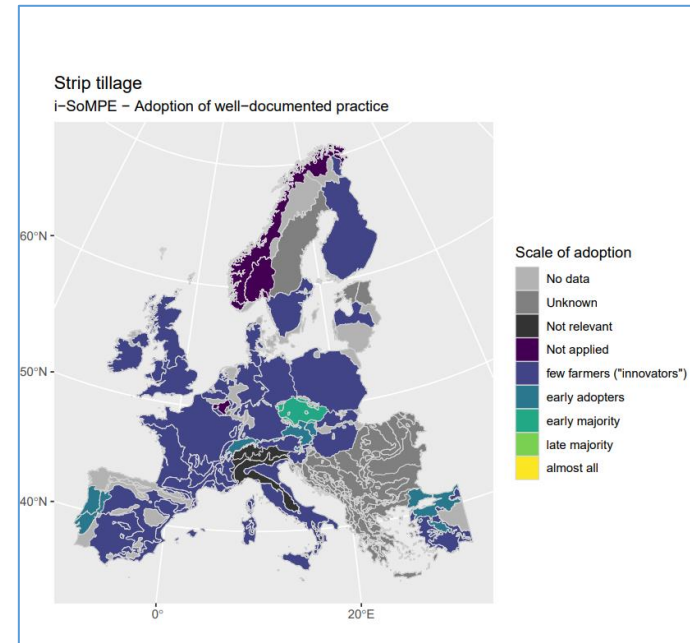 Strip tillage
i−SoMPE − Adoption of well−documented practice
60°N
50°N
40°N
0°
20°E
Scale of adoption
No data
Unknown
Not relevant
Not applied
few farmers ("innovators")
early adopters
early majority
late majority
almost all